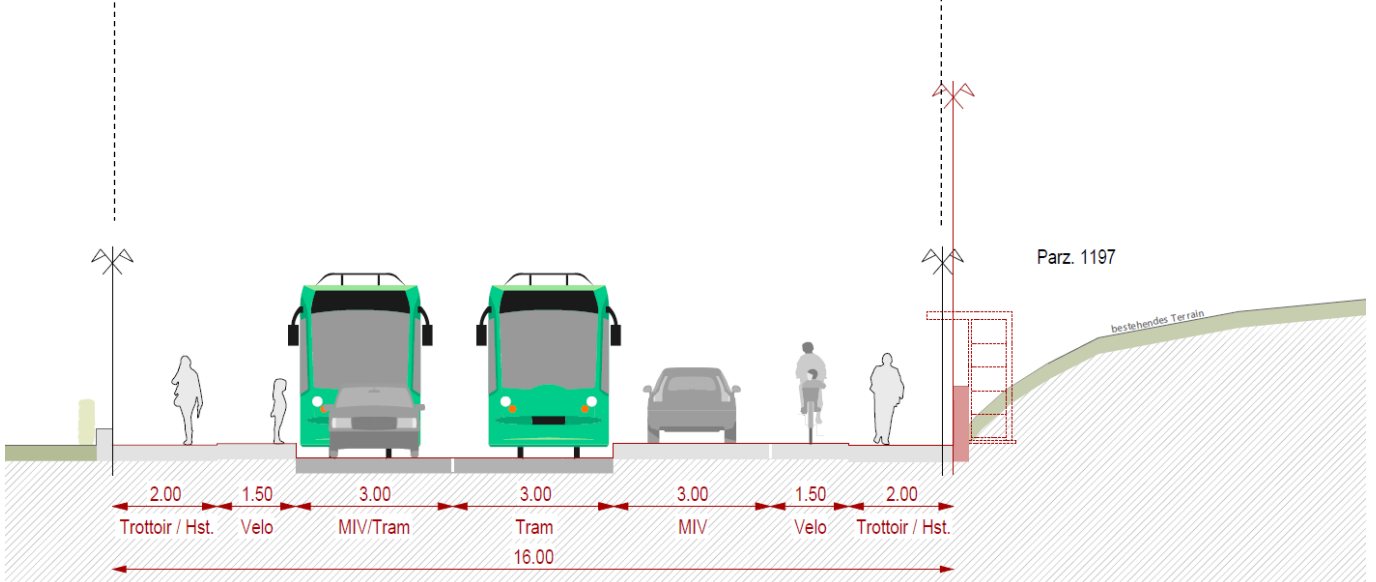 Parz. 1197
bestehendes Terrain
2.00 1.50 3.00 3.00 3.00 1.50 2.00
Trottoir / Hst. Velo MIV/Tram Tram MIV Velo Trottoir / Hst.
16.00